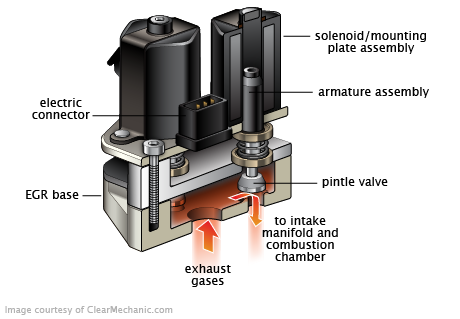 solenoid/mounting
plate assembly
armature assembly
electric
connector
EGR base
pintle valve
to intake
manifold and
combustion
chamber
exhaust
gases
Image courtesy of ClearMechanic.com